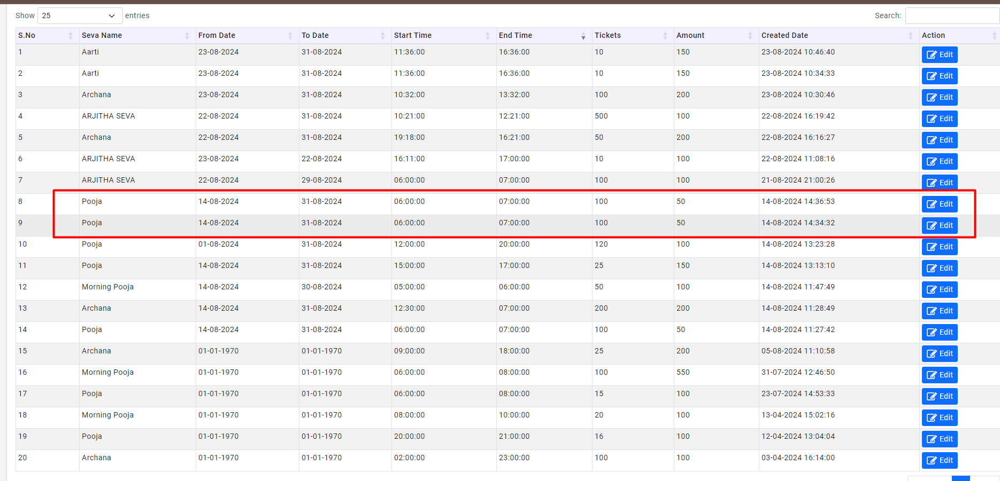 Show 25 entries Search:
S.No Seva Name From Date To Date Start Time End Time Tickets Amount Created Date Action
1 Aarti 23-08-2024 31-08-2024 11:36:00 16:36:00 10 150 23-08-2024 10:46:40 Edit
2 Aarti 23-08-2024 31-08-2024 11:36:00 16:36:00 10 150 23-08-2024 10:34:33 Edit
3 Archana 23-08-2024 31-08-2024 10:32:00 13:32:00 100 200 23-08-2024 10:30:46 Edit
4 ARJITHA SEVA 22-08-2024 31-08-2024 10:21:00 12:21:00 500 100 22-08-2024 16:19:42 Edit
5 Archana 22-08-2024 31-08-2024 19:18:00 16:21:00 50 200 22-08-2024 16:16:27 Edit
6 ARJITHA SEVA 23-08-2024 22-08-2024 16:11:00 17:00:00 10 100 22-08-2024 11:08:16 Edit
7 ARJITHA SEVA 22-08-2024 29-08-2024 06:00:00 07:00:00 100 100 21-08-2024 21:00:26 Edit
8 Pooja 14-08-2024 31-08-2024 06:00:00 07:00:00 100 50 14-08-2024 14:36:53 Edit
9 Pooja 14-08-2024 31-08-2024 06:00:00 07:00:00 100 50 14-08-2024 14:34:32 Edit
10 Pooja 01-08-2024 31-08-2024 12:00:00 20:00:00 120 100 14-08-2024 13:23:28 Edit
11 Pooja 14-08-2024 31-08-2024 15:00:00 17:00:00 25 150 14-08-2024 13:13:10 Edit
12 Morning Pooja 14-08-2024 30-08-2024 05:00:00 06:00:00 50 100 14-08-2024 11:47:49 Edit
13 Archana 14-08-2024 31-08-2024 12:30:00 07:00:00 200 200 14-08-2024 11:28:49 Edit
14 Pooja 14-08-2024 31-08-2024 06:00:00 07:00:00 100 50 14-08-2024 11:27:42 Edit
15 Archana 01-01-1970 01-01-1970 09:00:00 18:00:00 25 200 05-08-2024 11:10:58 Edit
16 Morning Pooja 01-01-1970 01-01-1970 06:00:00 08:00:00 100 550 31-07-2024 12:46:50 Edit
17 Pooja 01-01-1970 01-01-1970 06:00:00 08:00:00 15 100 23-07-2024 14:53:33 Edit
18 Morning Pooja 01-01-1970 01-01-1970 08:00:00 10:00:00 20 100 13-04-2024 15:02:16 Edit
19 Pooja 01-01-1970 01-01-1970 20:00:00 21:00:00 16 100 12-04-2024 13:04:04 Edit
20 Archana 01-01-1970 01-01-1970 02:00:00 23:00:00 100 100 03-04-2024 16:14:00 Edit